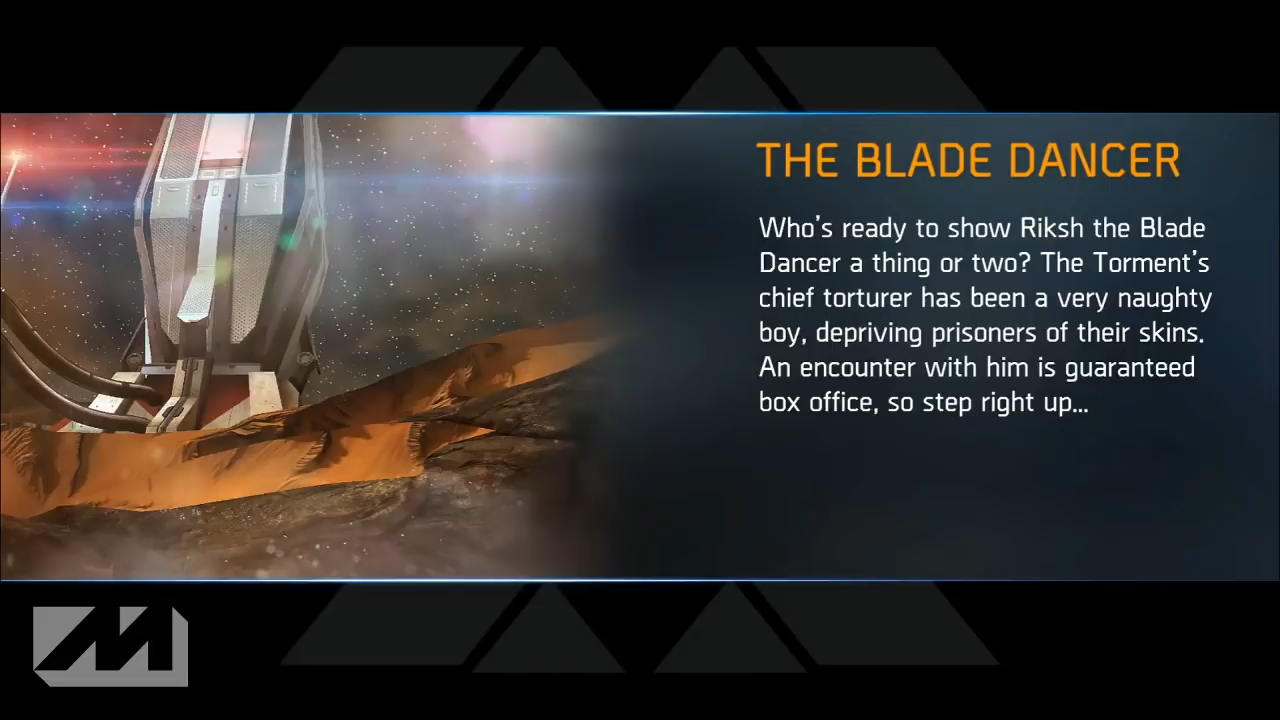 THE BLADE DANCER
Who's ready to show Riksh the Blade
Dancer a thing or two? The Torment's
chief torturer has been a very naughty
boy, depriving prisoners of their skins.
An encounter with him is guaranteed
box office, so step right up...
M